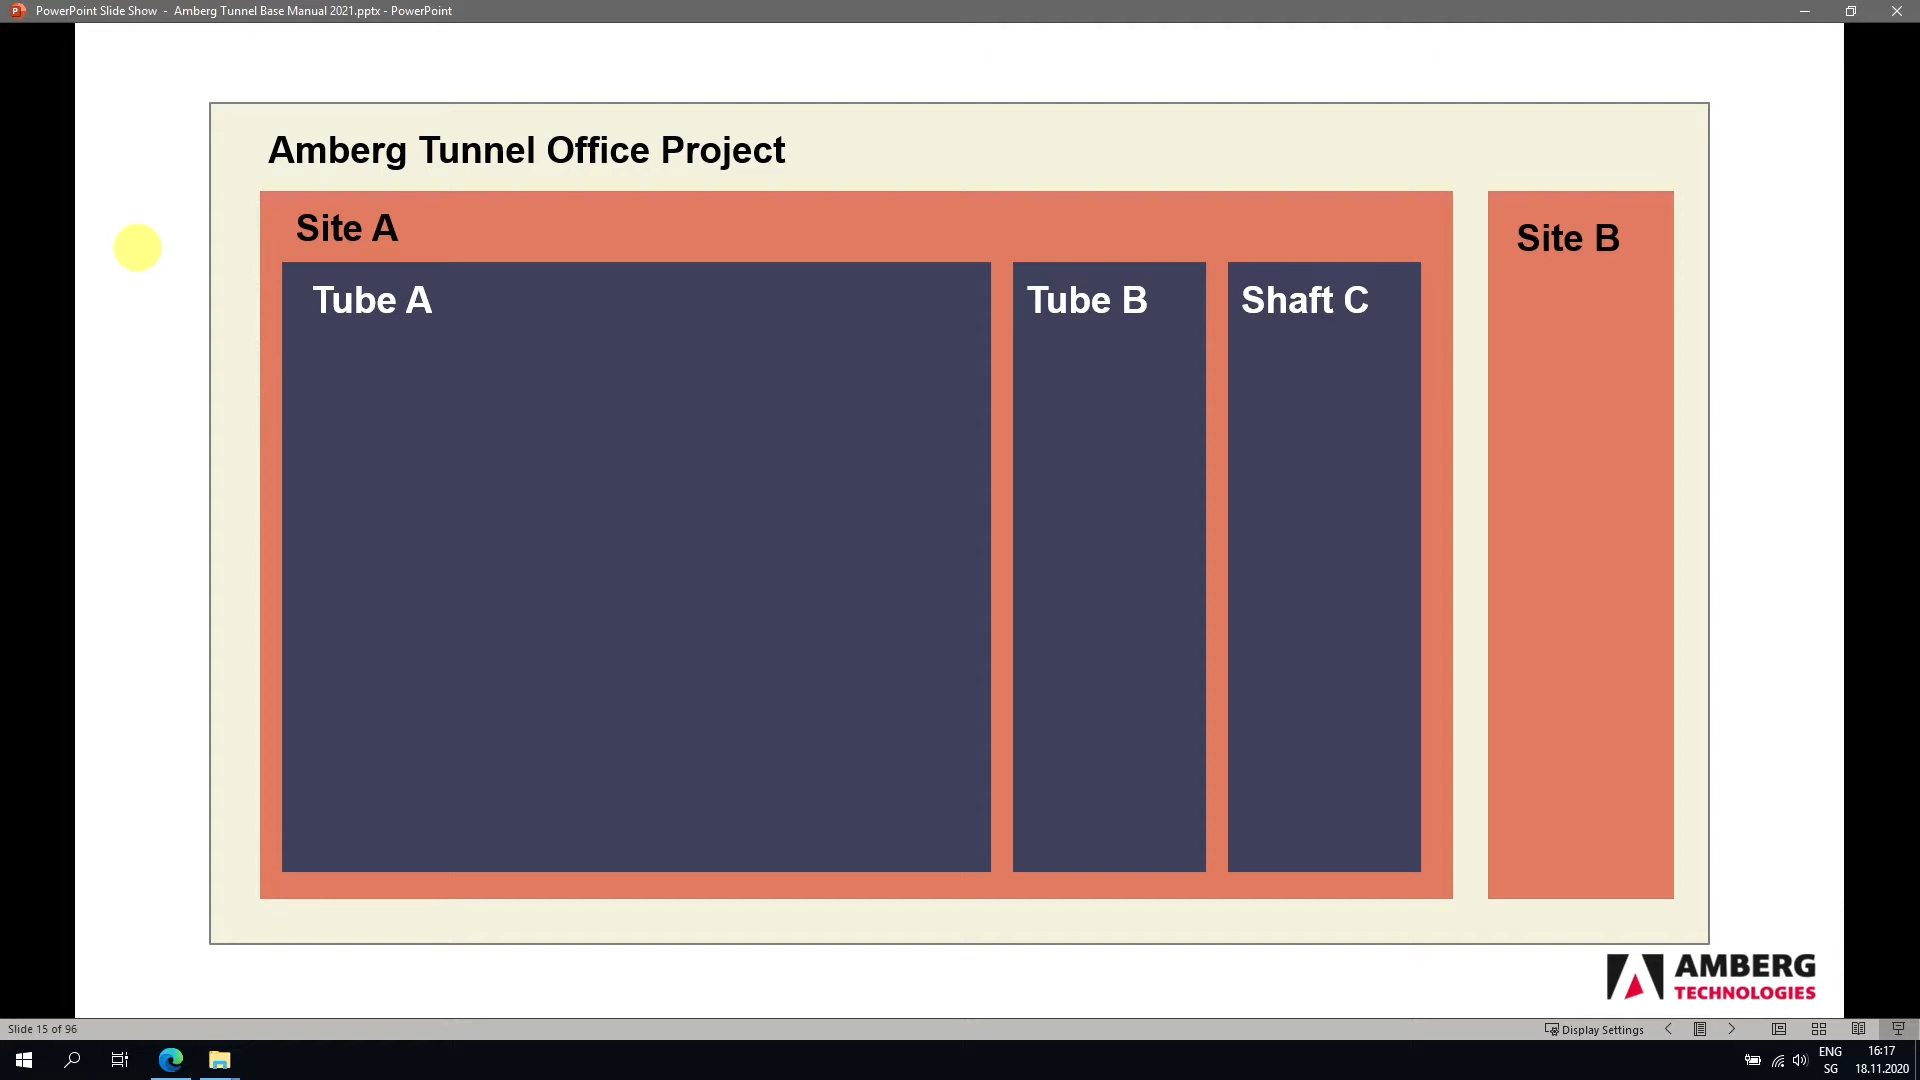 PowerPoint Slide Show - Amberg Tunnel Base Manual 2021.pptx - PowerPoint
Amberg Tunnel Office Project
Site A
Site B
Tube A
Tube B
Shaft C
AMBERG
TECHNOLOGIES
Slide 15 of 96
Display Settings
ENG
SG
16:17
18.11.2020